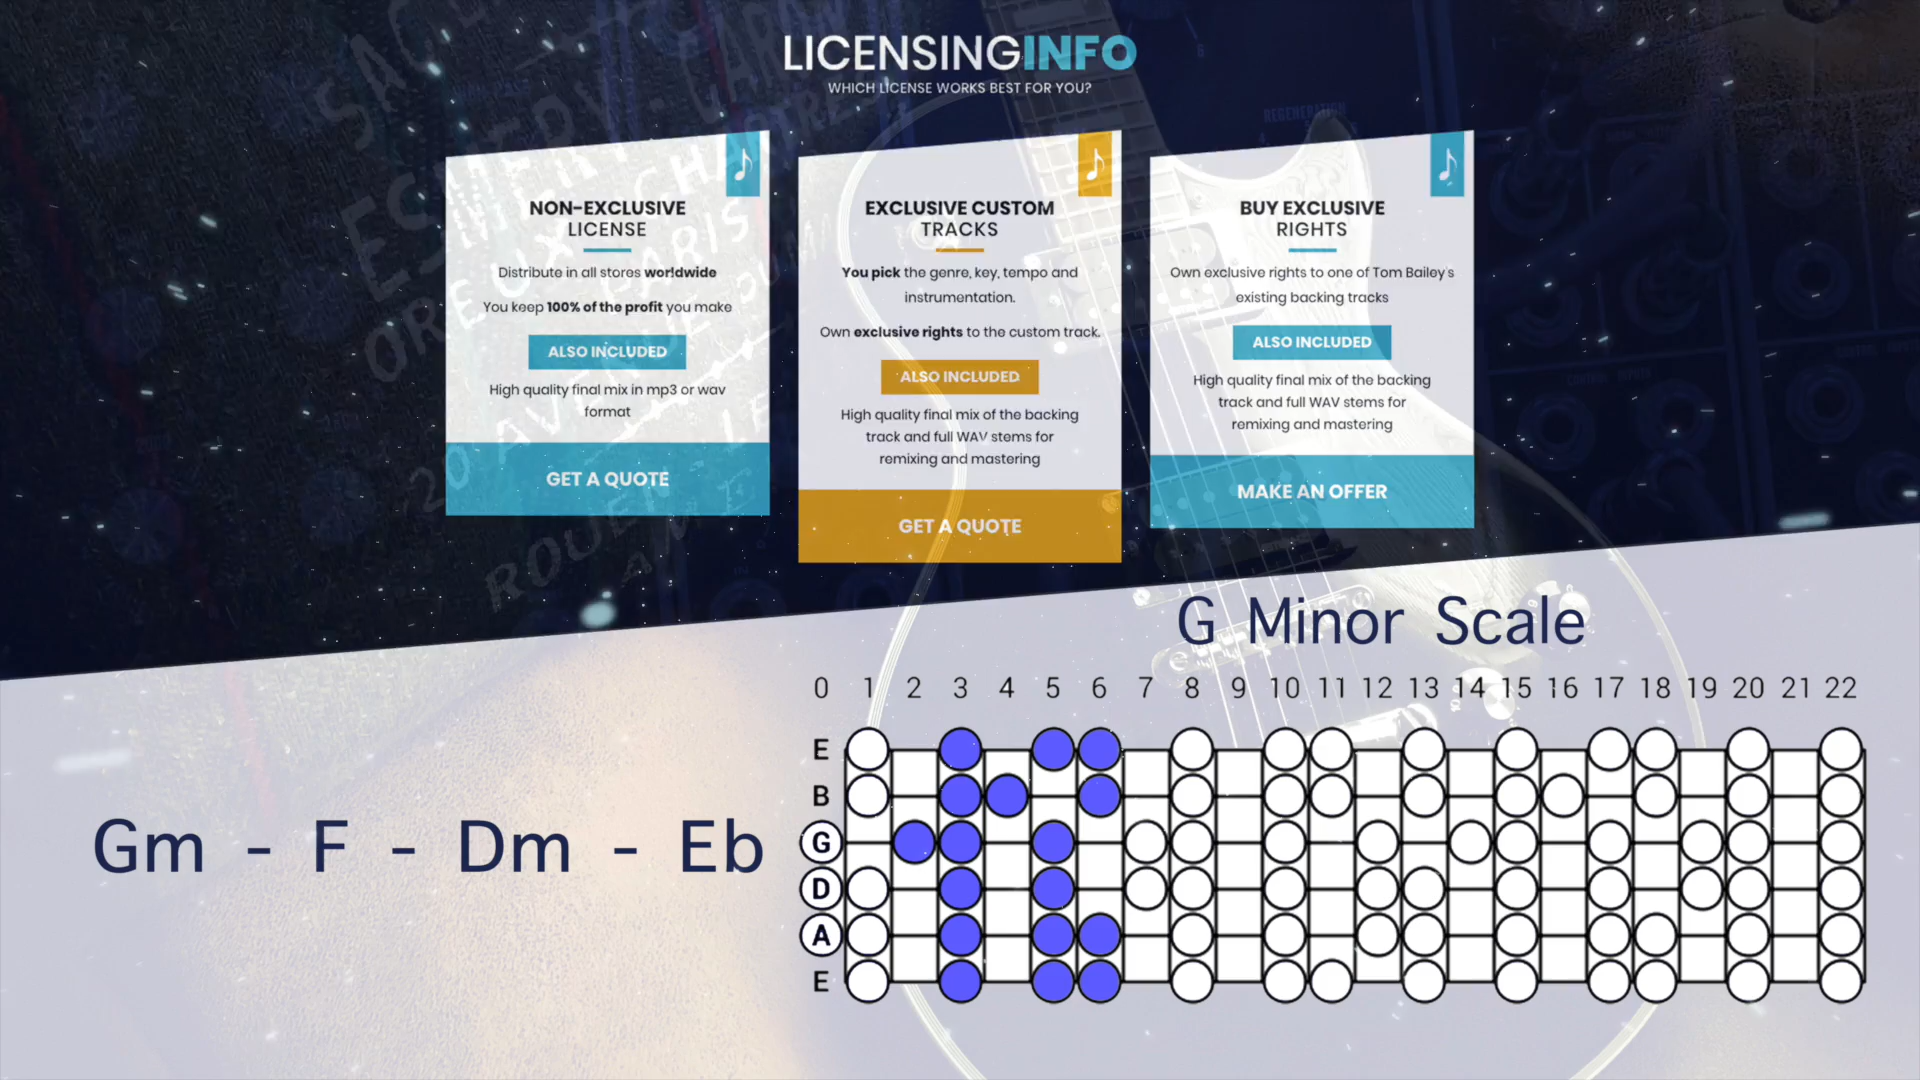 LICENSINGINFO
WHICH LICENSE WORKS BEST FOR YOU?
NON-EXCLUSIVE
LICENSE
Distribute in all stores worldwide
You keep 100% of the profit you make
ALSO INCLUDED
High quality final mix in mp3 or wav
format
GET A QUOTE
EXCLUSIVE CUSTOM
TRACKS
You pick the genre, key, tempo and
instrumentation.
Own exclusive rights to the custom track.
ALSO INCLUDED
High quality final mix of the backing
track and full WAV stems for
remixing and mastering
GET A QUOTE
BUY EXCLUSIVE
RIGHTS
Own exclusive rights to one of Tom Bailey's
existing backing tracks
ALSO INCLUDED
High quality final mix of the backing
track and full WAV stems for
remixing and mastering
MAKE AN OFFER
REGENERATION
Gm - F - Dm - Eb
G Minor Scale
0 1 2 3 4 5 6 7 8 9 10 11 12 13 14 15 16 17 18 19 20 21 22
E
B
G
D
A
E